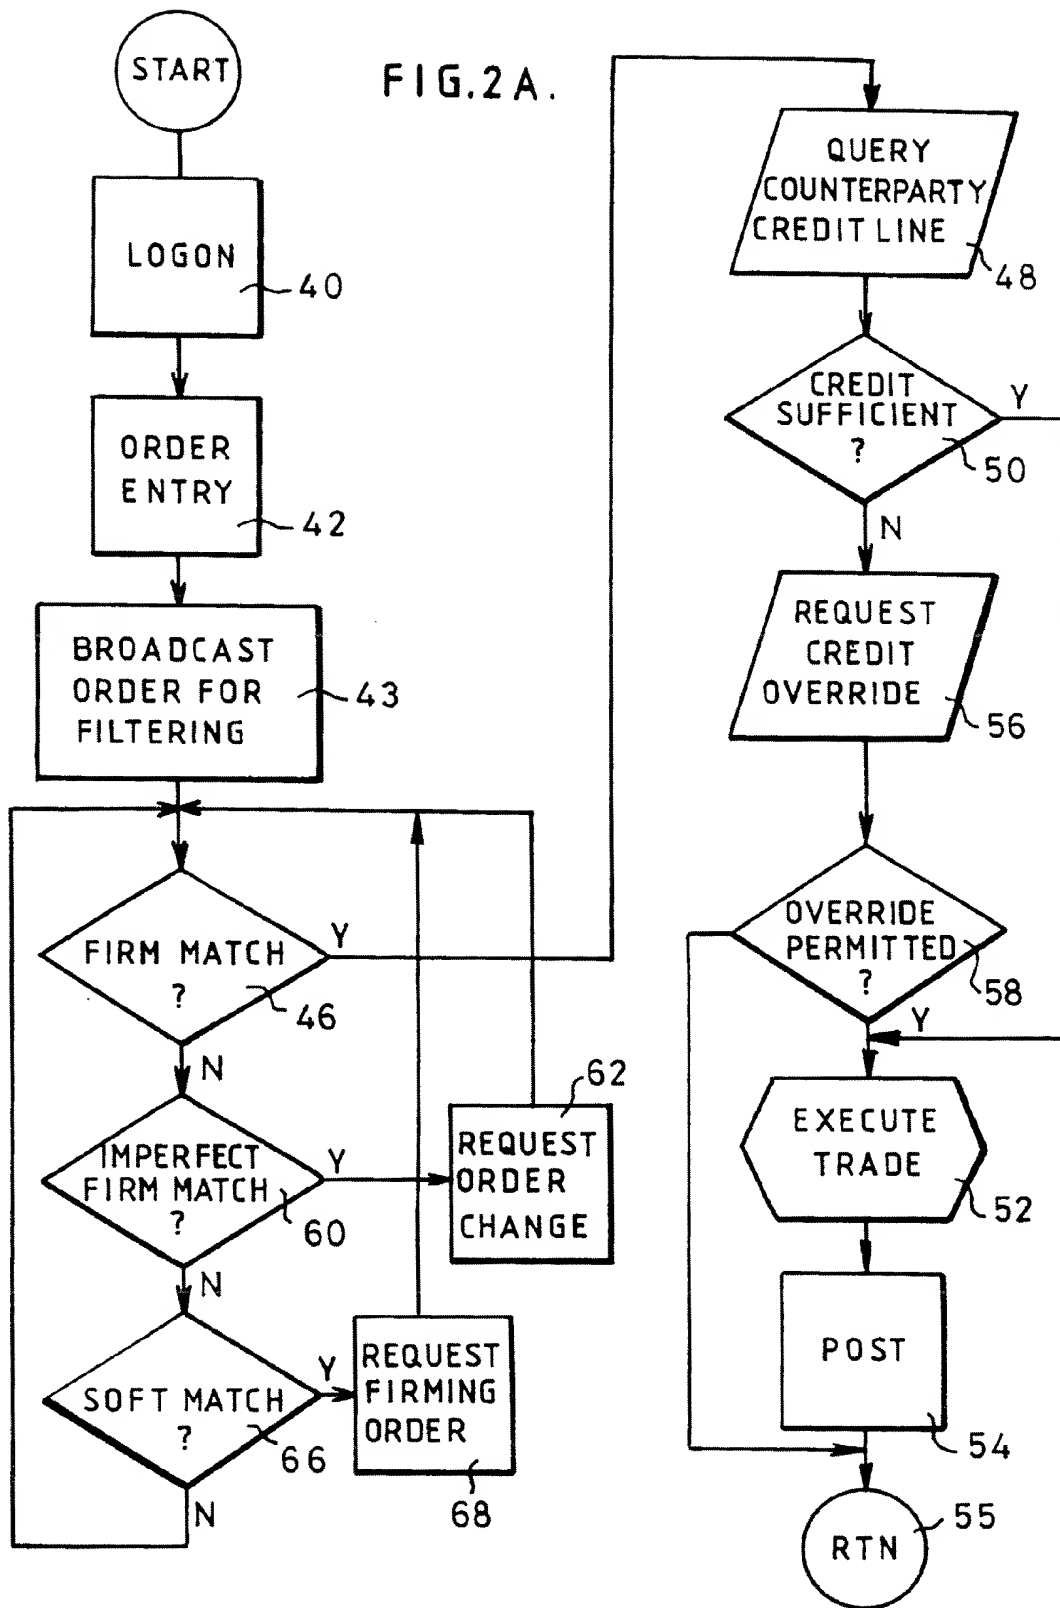 START
FIG.2A.
LOGON
40
ORDER
ENTRY
42
BROADCAST
ORDER FOR
FILTERING
43
FIRM MATCH
?
46
Y
N
IMPERFECT
FIRM MATCH
?
60
Y
N
62
REQUEST
ORDER
CHANGE
SOFT MATCH
?
66
Y
N
REQUEST
FIRMING
ORDER
68
QUERY
COUNTERPARTY
CREDIT LINE
48
CREDIT
SUFFICIENT
?
50
Y
N
REQUEST
CREDIT
OVERRIDE
56
OVERRIDE
PERMITTED
?
58
Y
EXECUTE
TRADE
52
POST
54
RTN
55